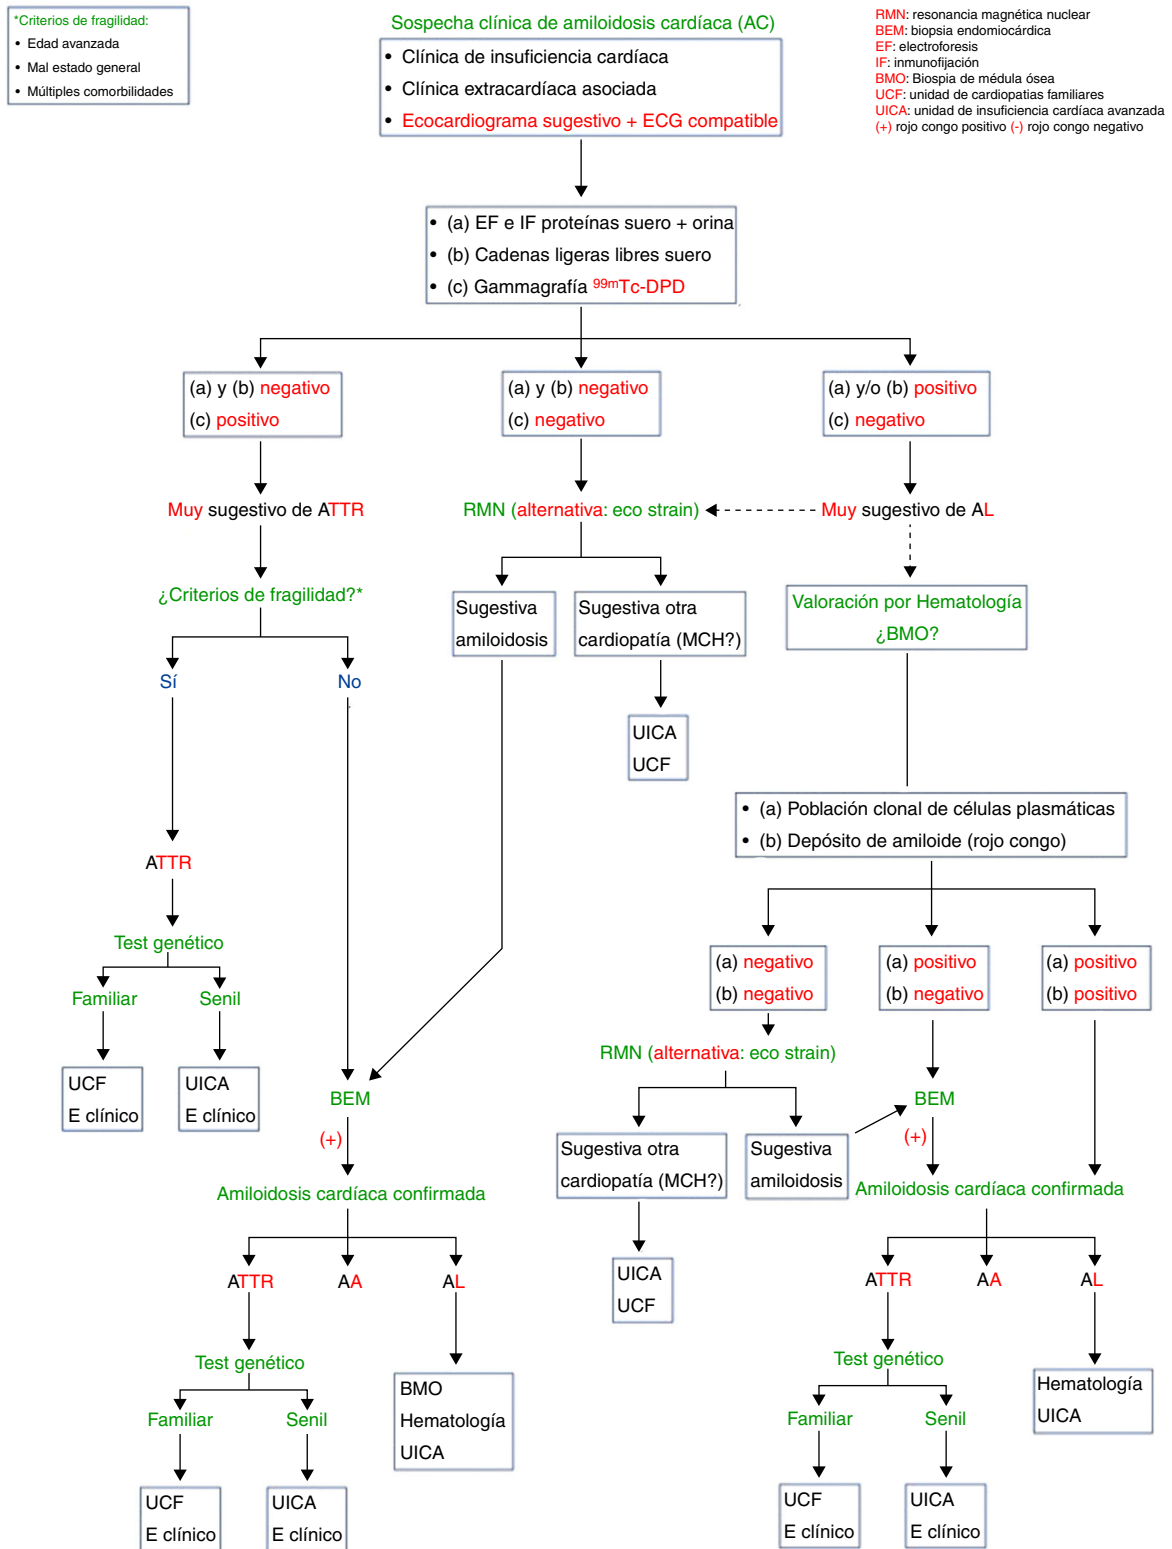 *Criterios de fragilidad:
• Edad avanzada
• Mal estado general
• Múltiples comorbilidades
Sospecha clínica de amiloidosis cardíaca (AC)
• Clínica de insuficiencia cardíaca
• Clínica extracardíaca asociada
• Ecocardiograma sugestivo + ECG compatible
RMN: resonancia magnética nuclear
BEM: biopsia endomiocárdica
EF: electroforesis
IF: inmunofijación
BMO: Biospia de médula ósea
UCF: unidad de cardiopatias familiares
UICA: unidad de insuficiencia cardíaca avanzada
(+) rojo congo positivo (-) rojo congo negativo
• (a) EF e IF proteínas suero + orina
• (b) Cadenas ligeras libres suero
• (c) Gammagrafía 99mTc-DPD
(a) y (b) negativo
(c) positivo
(a) y (b) negativo
(c) negativo
(a) y/o (b) positivo
(c) negativo
Muy sugestivo de ATTR
RMN (alternativa: eco strain)
Muy sugestivo de AL
¿Criterios de fragilidad?*
Sugestiva
amiloidosis
Sugestiva otra
cardiopatía (MCH?)
Valoración por Hematología
¿BMO?
Sí
No
UICA
UCF
• (a) Población clonal de células plasmáticas
• (b) Depósito de amiloide (rojo congo)
ATTR
Test genético
Familiar
Senil
UCF
E clínico
UICA
E clínico
(a) negativo
(b) negativo
(a) positivo
(b) negativo
(a) positivo
(b) positivo
RMN (alternativa: eco strain)
BEM
(+)
BEM
(+)
Sugestiva otra
cardiopatía (MCH?)
Sugestiva
amiloidosis
Amiloidosis cardíaca confirmada
Amiloidosis cardíaca confirmada
UICA
UCF
ATTR
AA
AL
ATTR
AA
AL
Test genético
BMO
Hematología
UICA
Test genético
Hematología
UICA
Familiar
Senil
Familiar
Senil
UCF
E clínico
UICA
E clínico
UCF
E clínico
UICA
E clínico